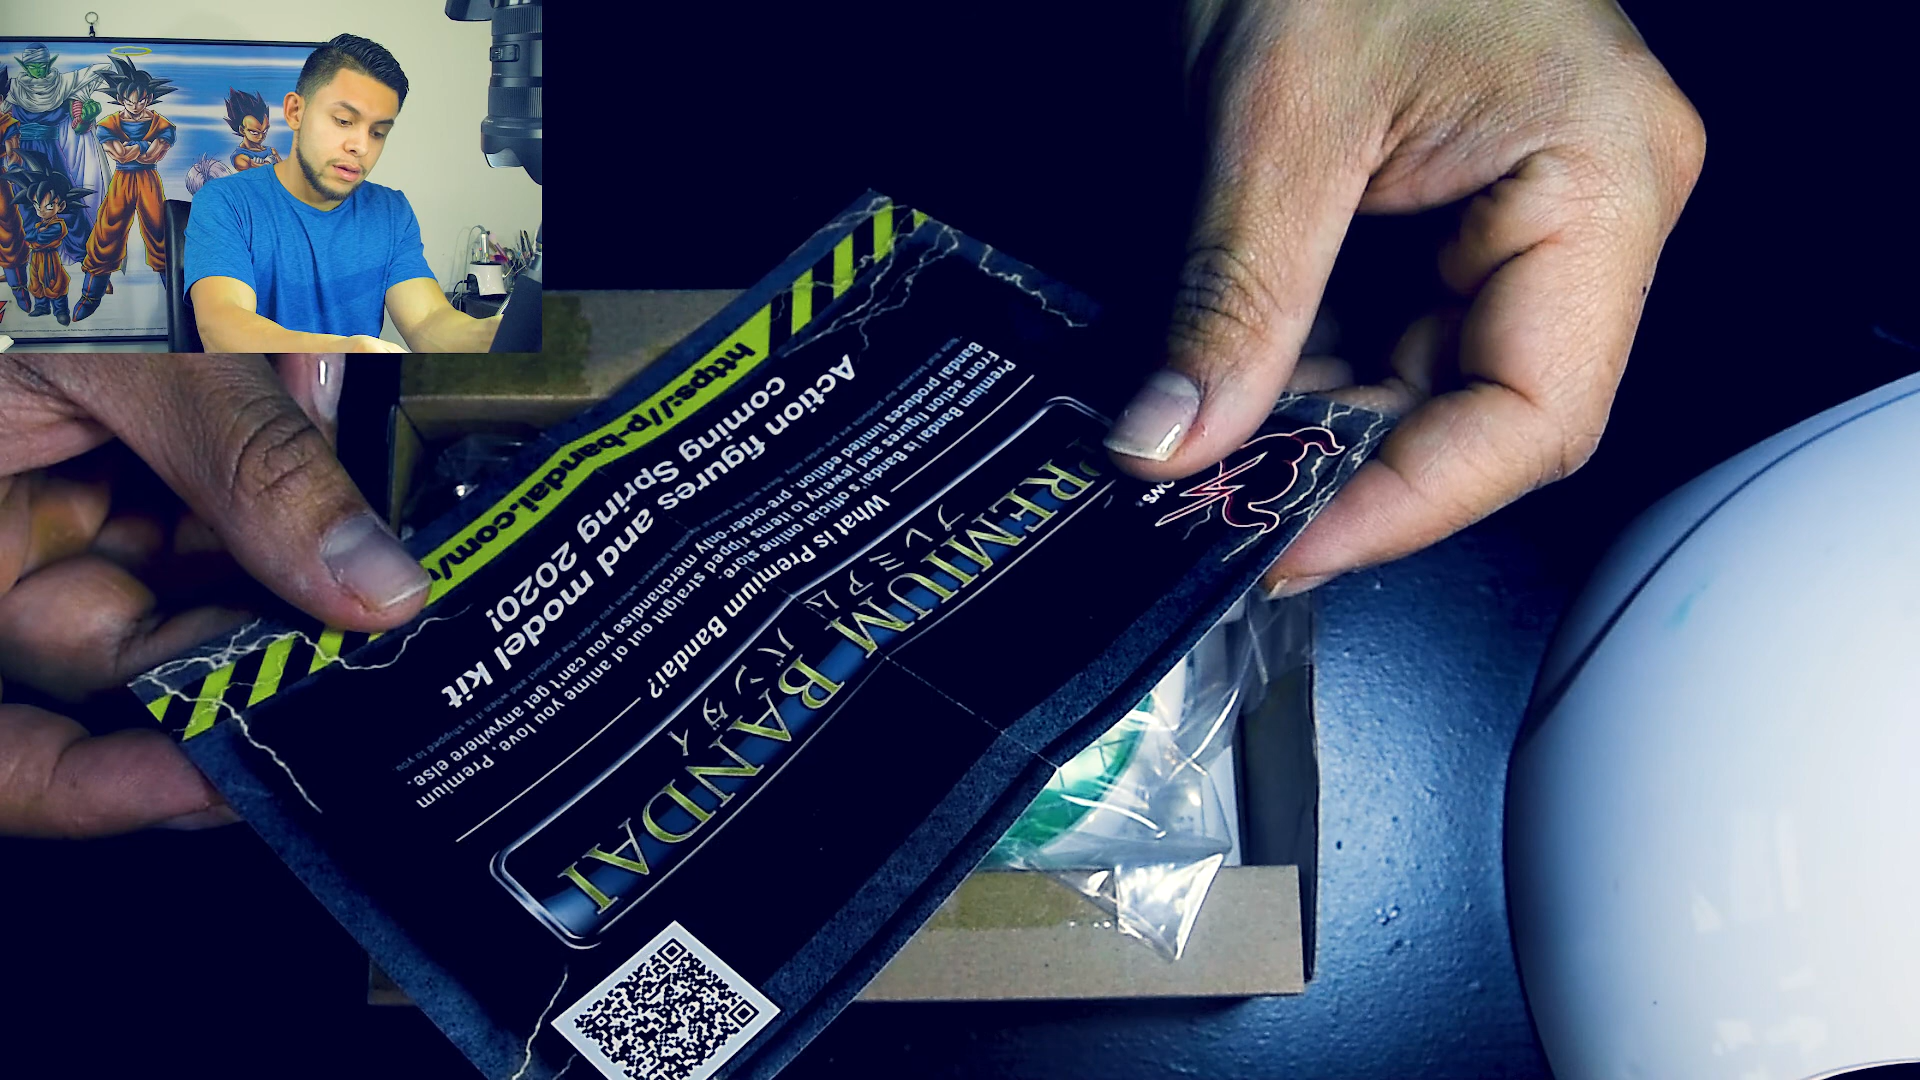 PREMIUM BANDAI
プレミアム バンダイ
What is Premium Bandai?
Premium Bandai is Bandai's official online store.
From action figures and jewelry to items ripped straight out of anime you love, Premium
Bandai produces limited edition, pre-order-only merchandise you can't get anywhere else.
Action figures and model kit
coming Spring 2020!
https://p-bandai.com/